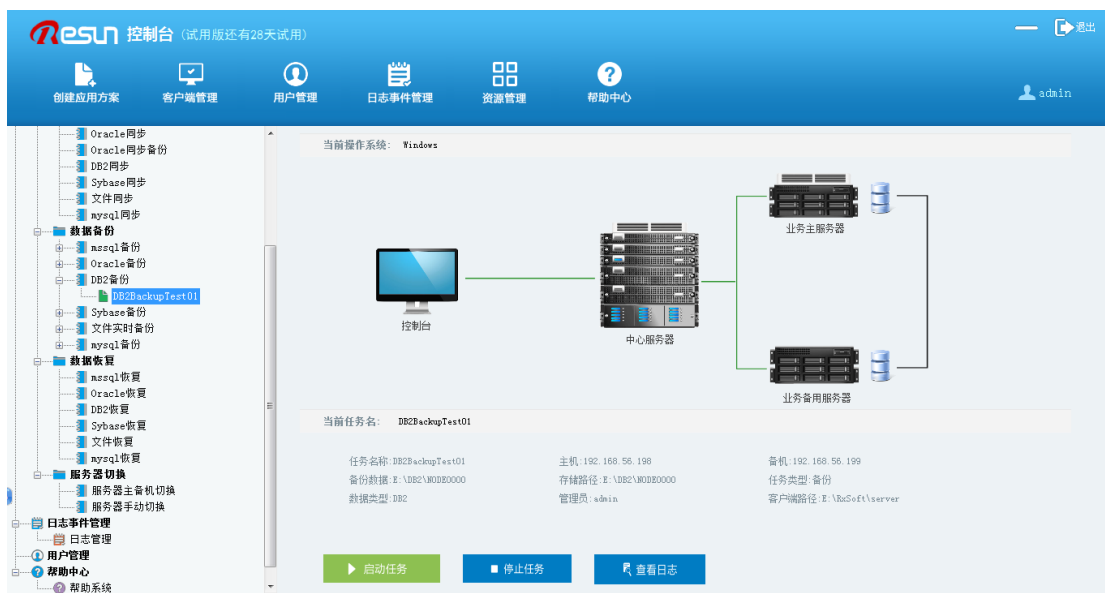 Resun 控制台 (试用版还有28天试用)
退出
创建应用方案 客户端管理 用户管理 日志事件管理 资源管理 帮助中心
admin
Oracle同步
Oracle同步备份
DB2同步
Sybase同步
文件同步
mysql同步
数据备份
mssql备份
Oracle备份
DB2备份
DB2BackupTest01
Sybase备份
文件实时备份
mysql备份
数据恢复
mssql恢复
Oracle恢复
DB2恢复
Sybase恢复
文件恢复
mysql恢复
服务器切换
服务器主备机切换
服务器手动切换
日志事件管理
日志管理
用户管理
帮助中心
帮助系统
当前操作系统: Windows
业务主服务器
控制台
中心服务器
业务备用服务器
当前任务名: DB2BackupTest01
任务名称:DB2BackupTest01 主机:192.168.56.198 备机:192.168.56.199
备份数据:E:\DB2\NODE0000 存储路径:E:\DB2\NODE0000 任务类型:备份
数据类型:DB2 管理员:admin 客户端路径:E:\RxSoft\server
启动任务 停止任务 查看日志